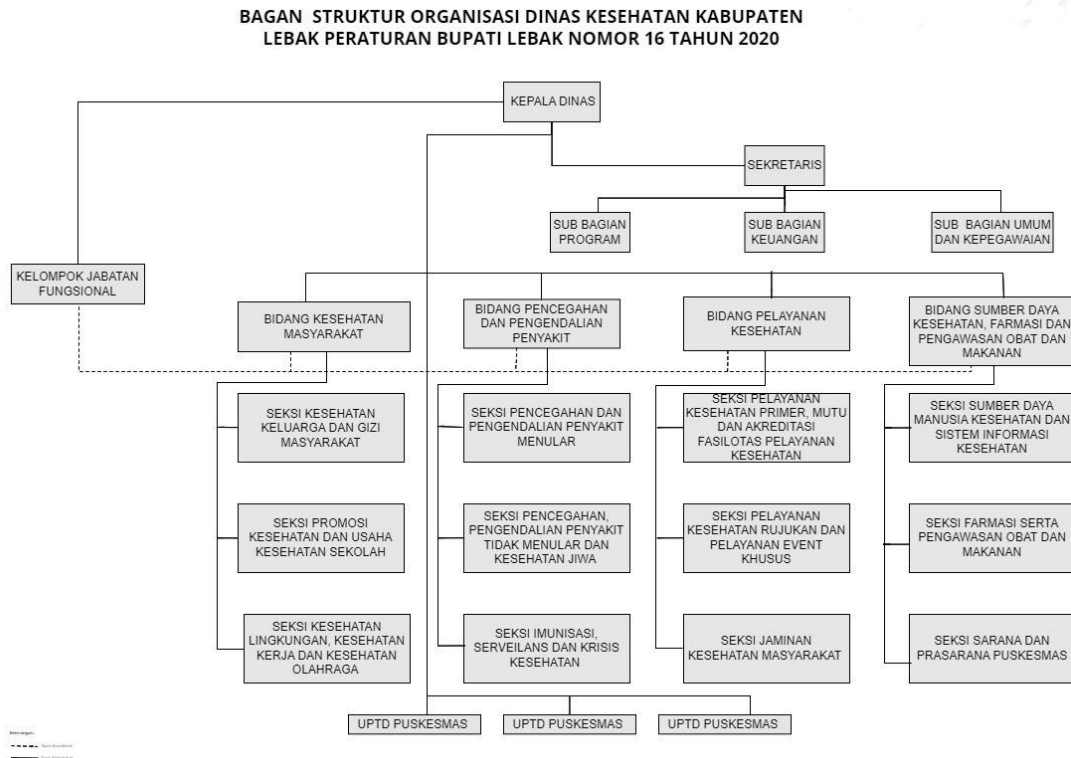 BAGAN STRUKTUR ORGANISASI DINAS KESEHATAN KABUPATEN
LEBAK PERATURAN BUPATI LEBAK NOMOR 16 TAHUN 2020
KEPALA DINAS
SEKRETARIS
SUB BAGIAN
PROGRAM
SUB BAGIAN
KEUANGAN
SUB BAGIAN UMUM
DAN KEPEGAWAIAN
KELOMPOK JABATAN
FUNGSIONAL
BIDANG KESEHATAN
MASYARAKAT
BIDANG PENCEGAHAN
DAN PENGENDALIAN
PENYAKIT
BIDANG PELAYANAN
KESEHATAN
BIDANG SUMBER DAYA
KESEHATAN, FARMASI DAN
PENGAWASAN OBAT DAN
MAKANAN
SEKSI KESEHATAN
KELUARGA DAN GIZI
MASYARAKAT
SEKSI PENCEGAHAN DAN
PENGENDALIAN PENYAKIT
MENULAR
SEKSI PELAYANAN
KESEHATAN PRIMER, MUTU
DAN AKREDITASI
FASILOTAS PELAYANAN
KESEHATAN
SEKSI SUMBER DAYA
MANUSIA KESEHATAN DAN
SISTEM INFORMASI
KESEHATAN
SEKSI PROMOSI
KESEHATAN DAN USAHA
KESEHATAN SEKOLAH
SEKSI PENCEGAHAN,
PENGENDALIAN PENYAKIT
TIDAK MENULAR DAN
KESEHATAN JIWA
SEKSI PELAYANAN
KESEHATAN RUJUKAN DAN
PELAYANAN EVENT
KHUSUS
SEKSI FARMASI SERTA
PENGAWASAN OBAT DAN
MAKANAN
SEKSI KESEHATAN
LINGKUNGAN, KESEHATAN
KERJA DAN KESEHATAN
OLAHRAGA
SEKSI IMUNISASI,
SERVEILANS DAN KRISIS
KESEHATAN
SEKSI JAMINAN
KESEHATAN MASYARAKAT
SEKSI SARANA DAN
PRASARANA PUSKESMAS
UPTD PUSKESMAS
UPTD PUSKESMAS
UPTD PUSKESMAS